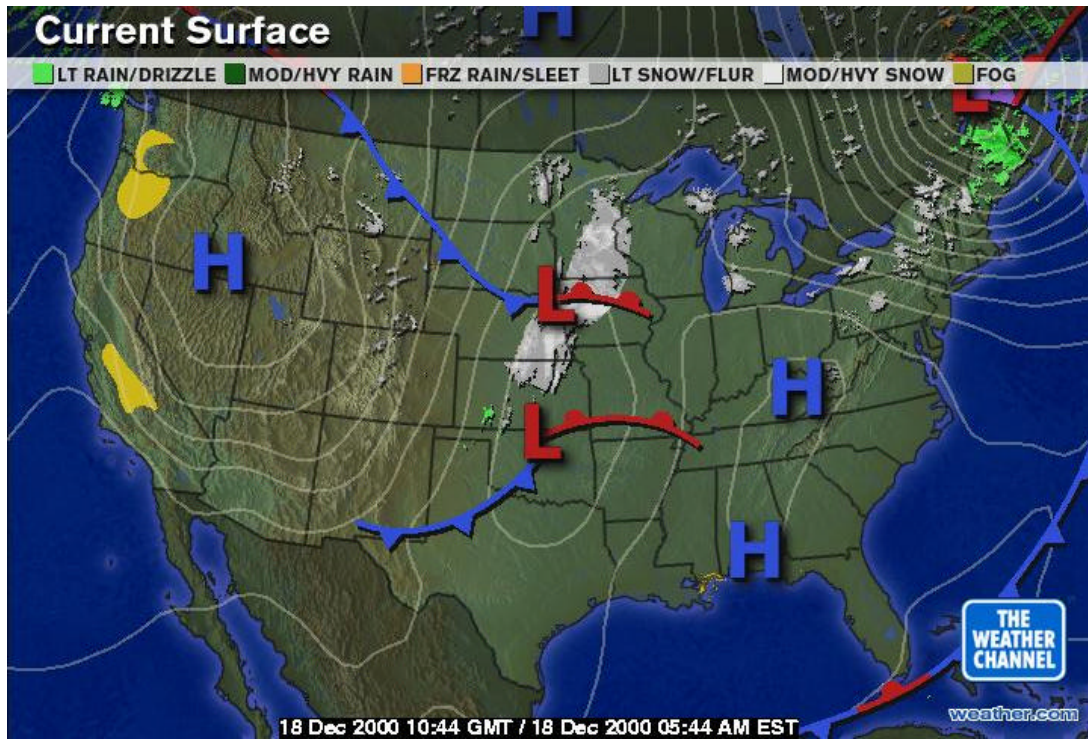 H
Current Surface
LT RAIN/DRIZZLE MOD/HVY RAIN FRZ RAIN/SLEET LT SNOW/FLUR MOD/HVY SNOW FOG
L
H
L
H
L
H
THE
WEATHER
CHANNEL
weather.com
18 Dec 2000 10:44 GMT / 18 Dec 2000 05:44 AM EST